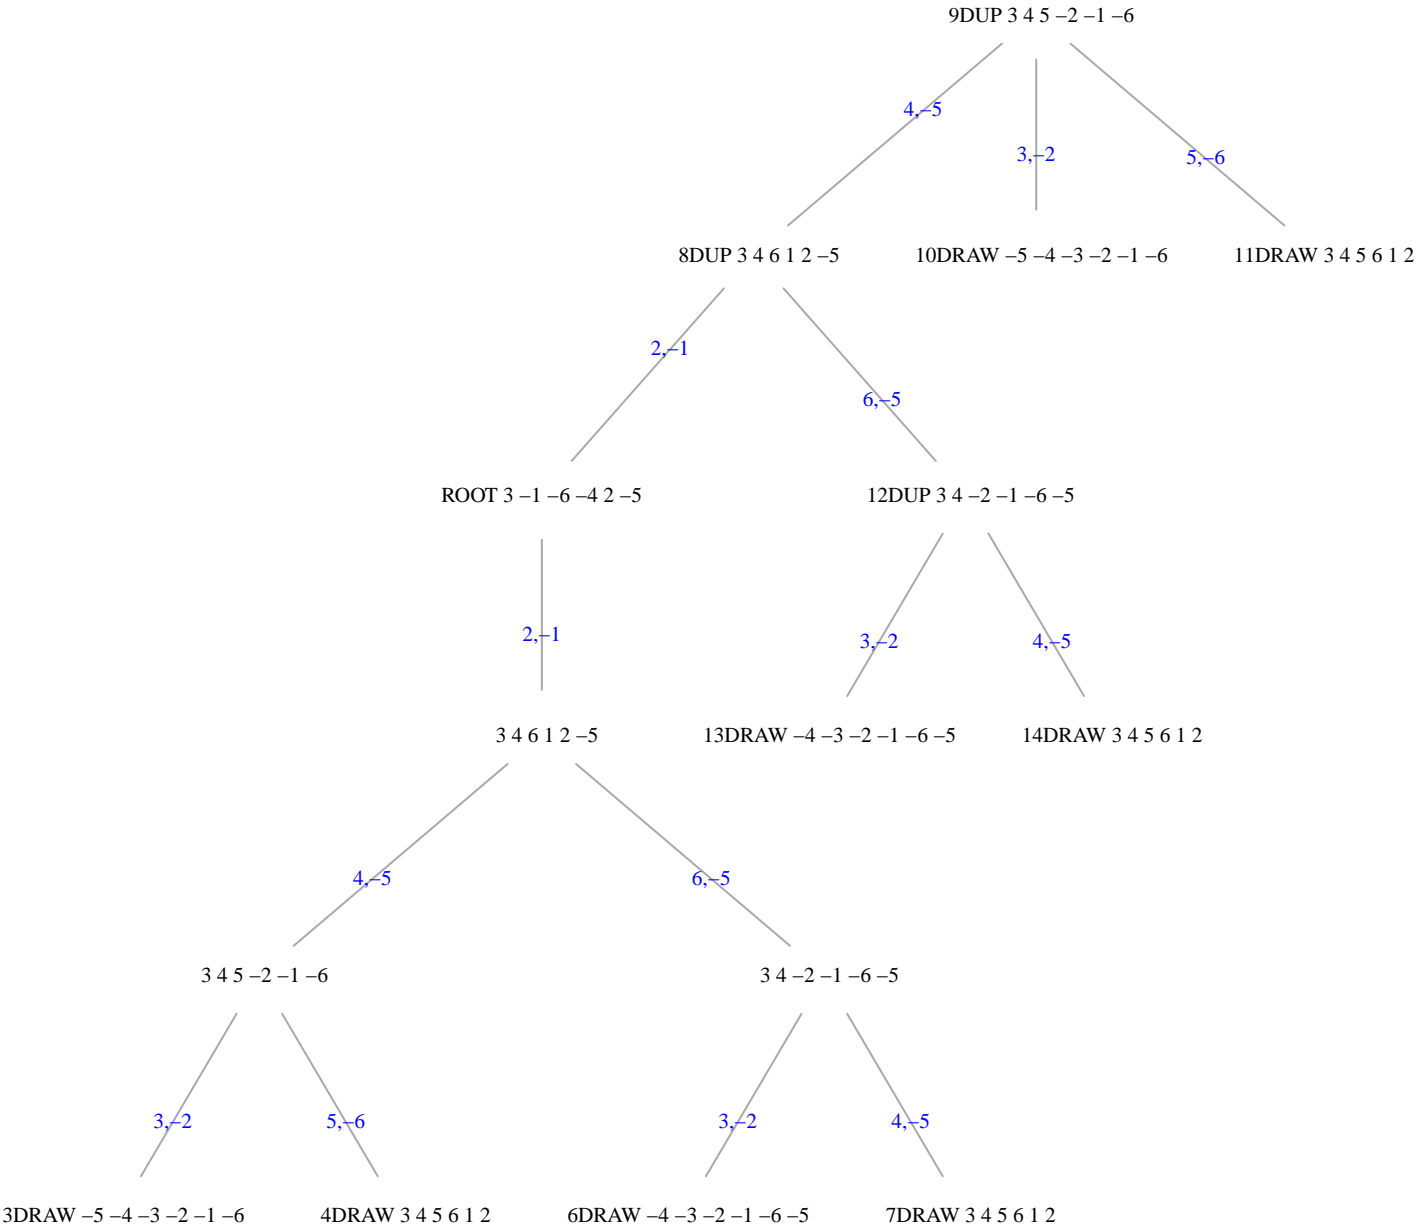 9DUP 3 4 5 –2 –1 –6
4,–5
3,–2
5,–6
8DUP 3 4 6 1 2 –5
10DRAW –5 –4 –3 –2 –1 –6
11DRAW 3 4 5 6 1 2
2,–1
6,–5
ROOT 3 –1 –6 –4 2 –5
12DUP 3 4 –2 –1 –6 –5
2,–1
3,–2
4,–5
3 4 6 1 2 –5
13DRAW –4 –3 –2 –1 –6 –5
14DRAW 3 4 5 6 1 2
4,–5
6,–5
3 4 5 –2 –1 –6
3 4 –2 –1 –6 –5
3,–2
5,–6
3,–2
4,–5
3DRAW –5 –4 –3 –2 –1 –6
4DRAW 3 4 5 6 1 2
6DRAW –4 –3 –2 –1 –6 –5
7DRAW 3 4 5 6 1 2